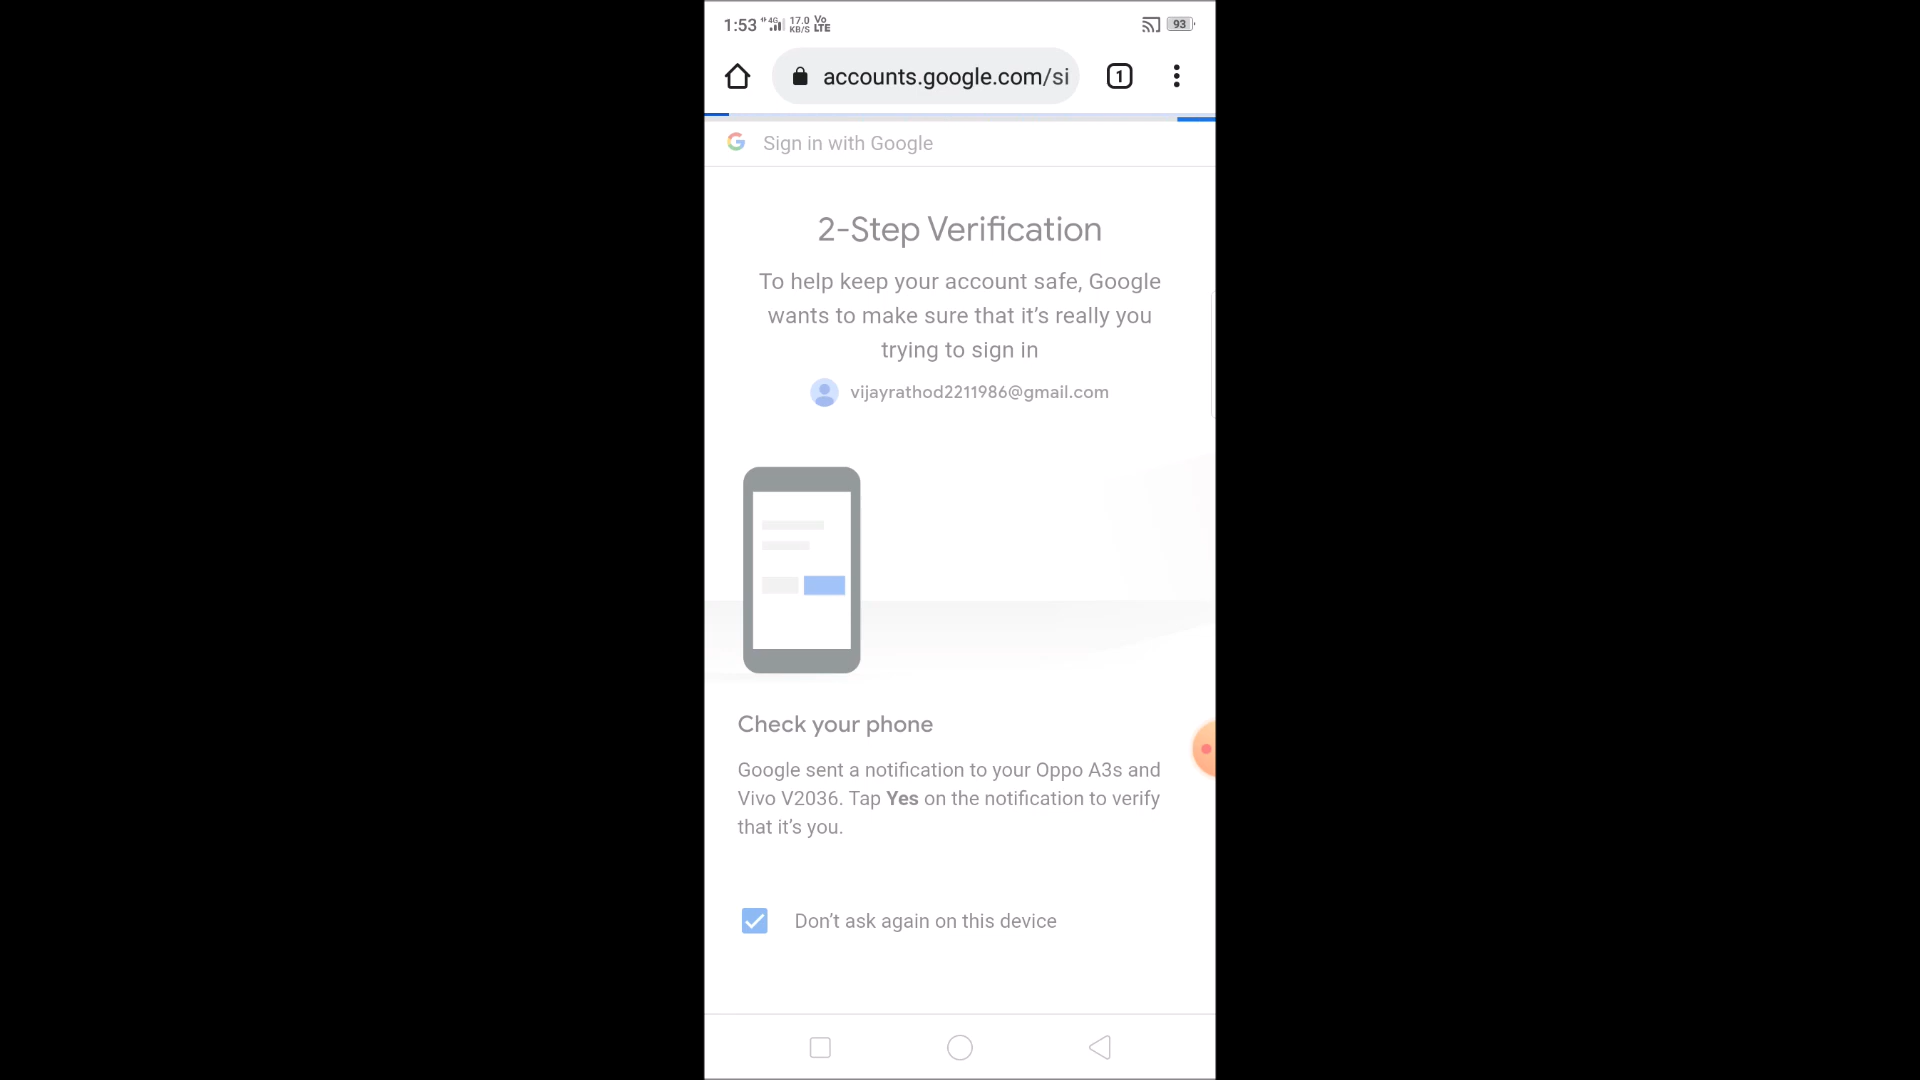 1:53 4G 17.0 KB/S Vo LTE 93
accounts.google.com/si 1
Sign in with Google
2-Step Verification
To help keep your account safe, Google
wants to make sure that it’s really you
trying to sign in
vijayrathod2211986@gmail.com
Check your phone
Google sent a notification to your Oppo A3s and
Vivo V2036. Tap Yes on the notification to verify
that it’s you.
Don’t ask again on this device